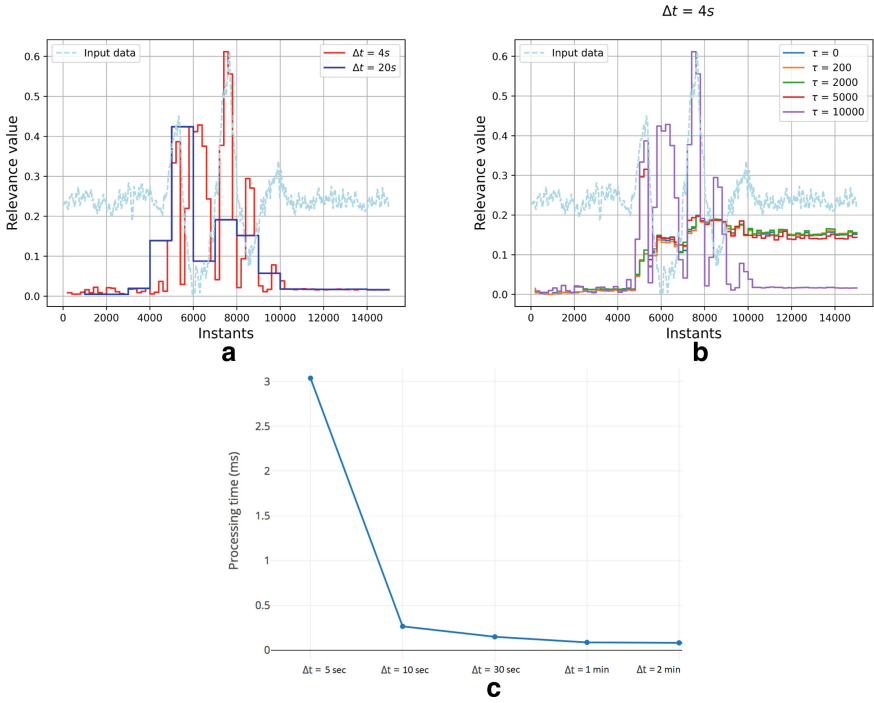 Δt = 4s
Input data
Δt = 4s
Δt = 20s
Relevance value
0.6
0.5
0.4
0.3
0.2
0.1
0.0
0 2000 4000 6000 8000 10000 12000 14000
Instants
a
Input data
τ = 0
τ = 200
τ = 2000
τ = 5000
τ = 10000
Relevance value
0.6
0.5
0.4
0.3
0.2
0.1
0.0
0 2000 4000 6000 8000 10000 12000 14000
Instants
b
Processing time (ms)
3
2.5
2
1.5
1
0.5
0
Δt = 5 sec Δt = 10 sec Δt = 30 sec Δt = 1 min Δt = 2 min
c